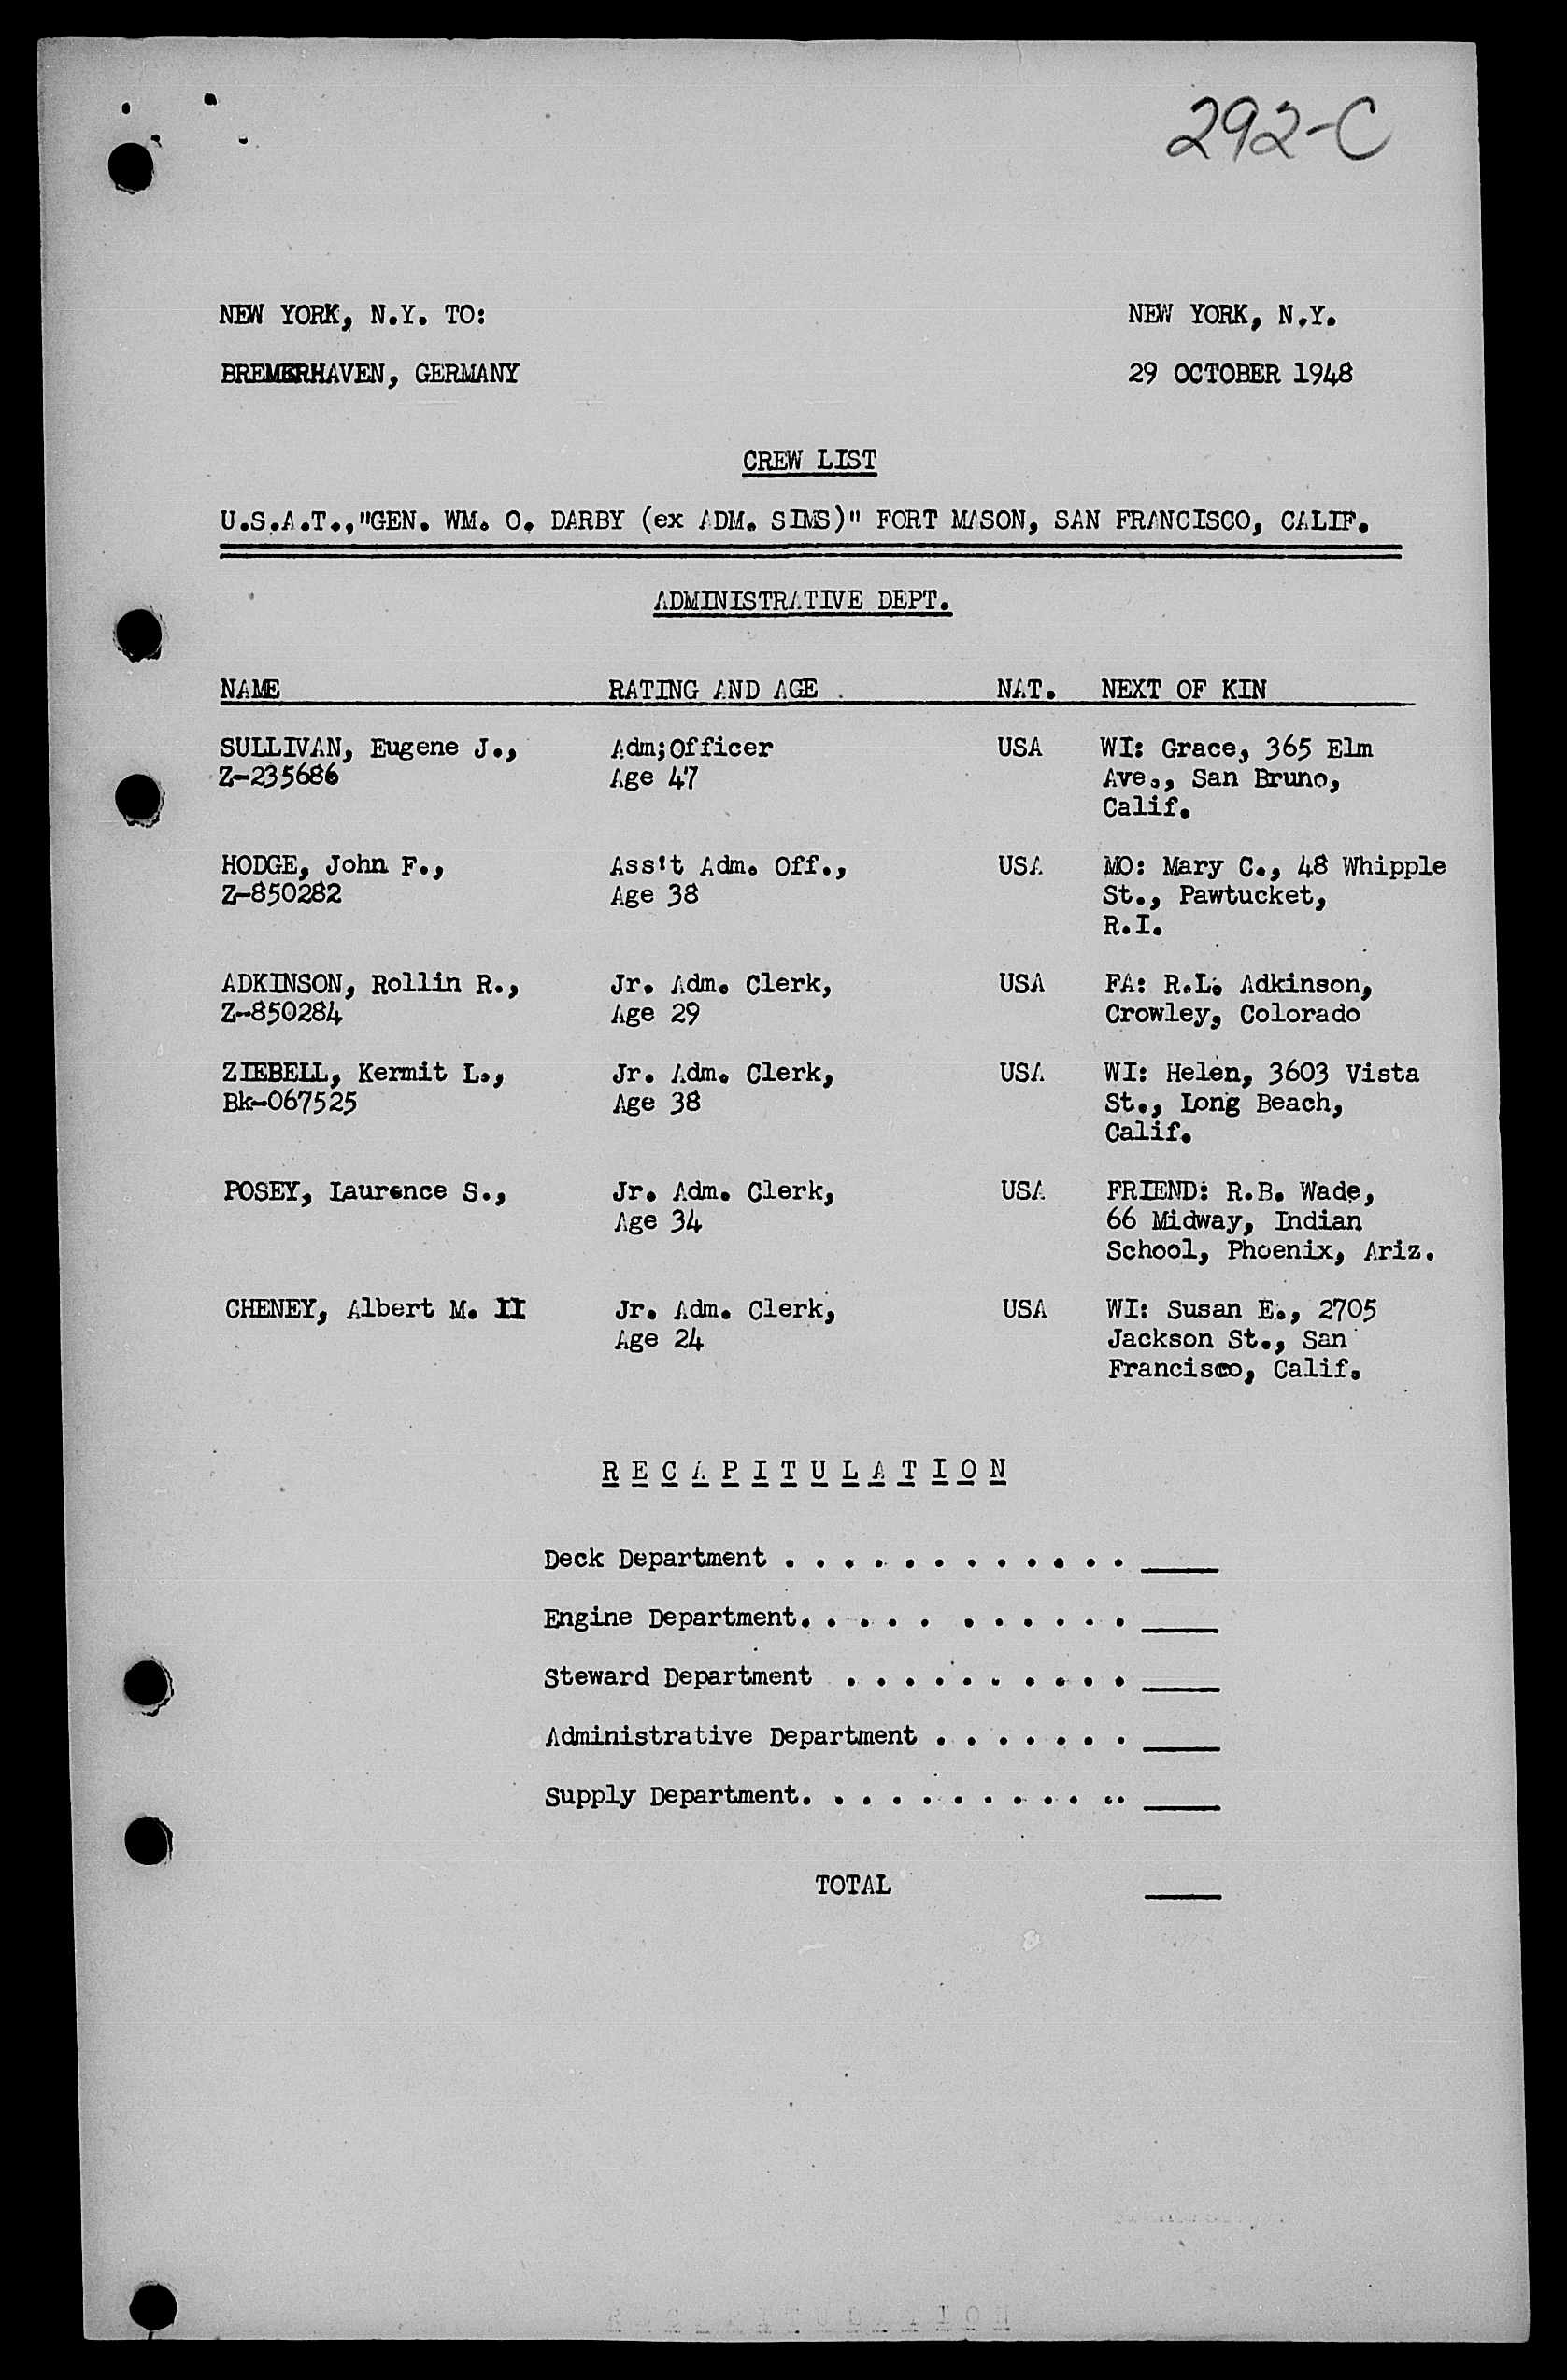 292-C
NEW YORK, N.Y. TO: NEW YORK, N.Y.
BREMERHAVEN, GERMANY 29 OCTOBER 1948
CREW LIST
U.S.A.T.,"GEN. WM. O. DARBY (ex ADM. SIMS)" FORT MASON, SAN FRANCISCO, CALIF.
ADMINISTRATIVE DEPT.
NAME RATING AND AGE NAT. NEXT OF KIN
SULLIVAN, Eugene J., Adm;Officer USA WI: Grace, 365 Elm
Z-235686 Age 47 Ave., San Bruno,
Calif.
HODGE, John F., Ass't Adm. Off., USA MO: Mary C., 48 Whipple
Z-850282 Age 38 St., Pawtucket,
R.I.
ADKINSON, Rollin R., Jr. Adm. Clerk, USA FA: R.L. Adkinson,
Z-850284 Age 29 Crowley, Colorado
ZIEBELL, Kermit L., Jr. Adm. Clerk, USA WI: Helen, 3603 Vista
Bk-067525 Age 38 St., Long Beach,
Calif.
POSEY, Laurence S., Jr. Adm. Clerk, USA FRIEND: R.B. Wade,
Age 34 66 Midway, Indian
School, Phoenix, Ariz.
CHENEY, Albert M. II Jr. Adm. Clerk, USA WI: Susan E., 2705
Age 24 Jackson St., San
Francisco, Calif.
R E C A P I T U L A T I O N
Deck Department . . . . . . . . . . . . ____
Engine Department. . . . . . . . . . . ____
Steward Department . . . . . . . . . . ____
Administrative Department . . . . . . . ____
Supply Department. . . . . . . . . . . .. ____
TOTAL ____